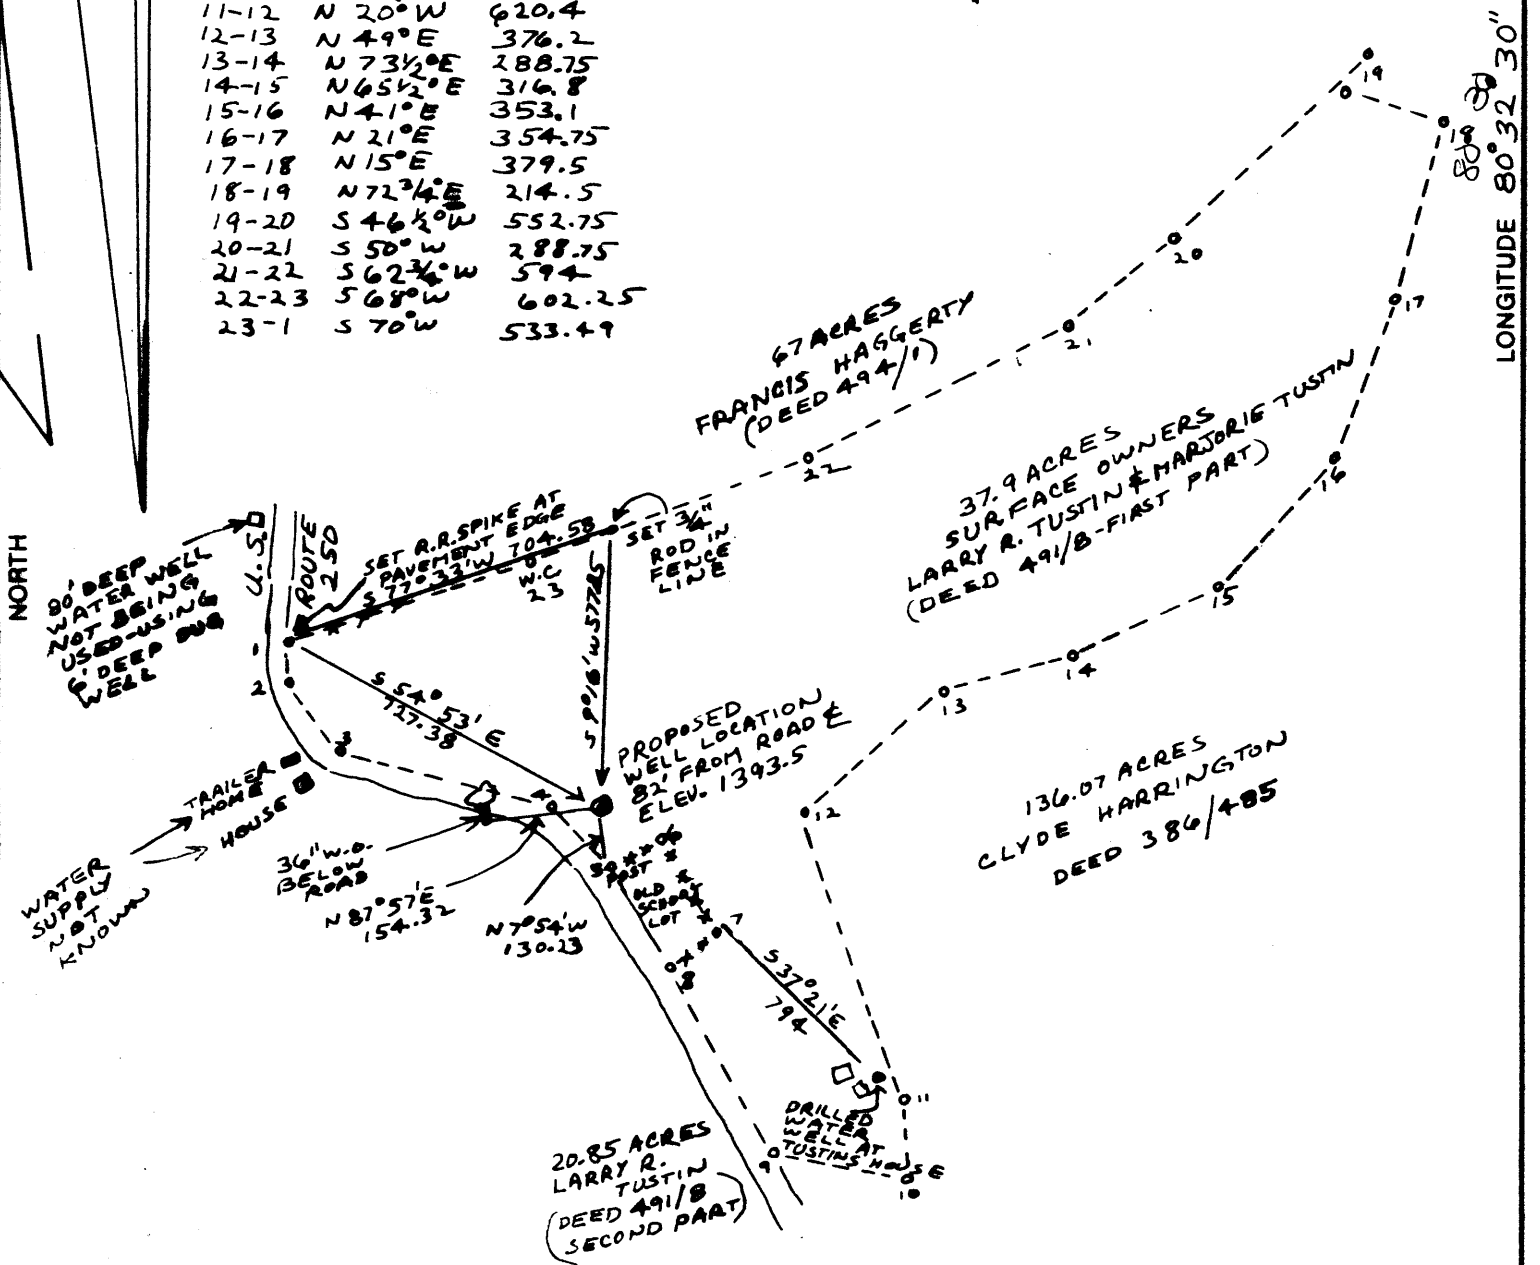 11-12 N 20° W 620.4
12-13 N 49° E 376.2
13-14 N 73½° E 288.75
14-15 N 65½° E 316.8
15-16 N 41° E 353.1
16-17 N 21° E 354.75
17-18 N 15° E 379.5
18-19 N 72¾° E 214.5
19-20 S 46½° W 552.75
20-21 S 50° W 288.75
21-22 S 62¾° W 594
22-23 S 68° W 602.25
23-1 S 70° W 533.49
LONGITUDE 80° 32' 30"
NORTH
19
18
20
17
21
67 ACRES
FRANCIS HAGGERTY
(DEED 494/1)
22
37.9 ACRES
SURFACE OWNERS
LARRY R. TUSTIN & MARJORIE TUSTIN
(DEED 491/8-FIRST PART)
16
15
14
13
12
U.S.
ROUTE
250
SET R.R. SPIKE AT
PAVEMENT EDGE
S 77° 33' W 704.58
W.C
23
SET ¾"
ROD IN
FENCE
LINE
80' DEEP
WATER WELL
NOT BEING
USED-USING
6' DEEP DUG
WELL
1
2
3
4
S 54° 53' E
727.38
PROPOSED
WELL LOCATION
82' FROM ROAD ℄
ELEV. 1393.5
136.07 ACRES
CLYDE HARRINGTON
DEED 386/485
TRAILER
HOME
HOUSE
WATER
SUPPLY
NOT
KNOWN
36" W.O.
BELOW
ROAD
N 87° 57' E
154.32
N 7° 54' W
130.23
POST
6
OLD
SCHOOL
LOT
7
8
S 37° 21' E
794
DRILLED
WATER
WELL AT
TUSTINS HOUSE
11
9
10
20.85 ACRES
LARRY R.
TUSTIN
(DEED 491/8
SECOND PART)